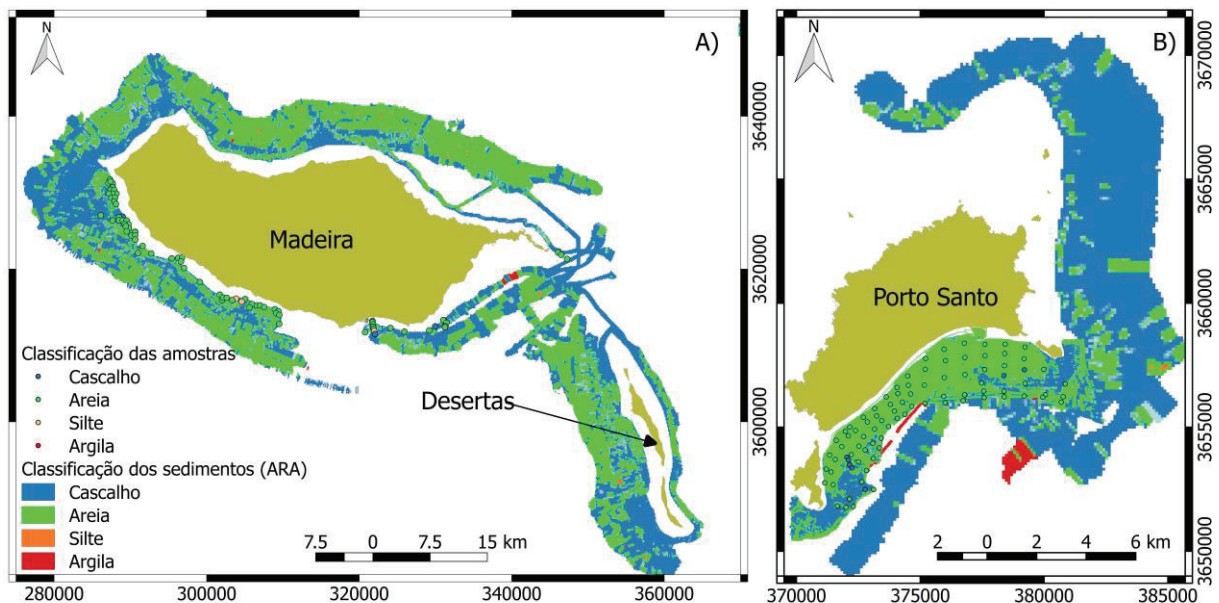 N
A)
3640000
3620000
3600000
Madeira
Desertas
Classificação das amostras
Cascalho
Areia
Silte
Argila
Classificação dos sedimentos (ARA)
Cascalho
Areia
Silte
Argila
7.5 0 7.5 15 km
280000 300000 320000 340000 360000
N
B)
3670000
3665000
3660000
3655000
3650000
Porto Santo
2 0 2 4 6 km
370000 375000 380000 385000